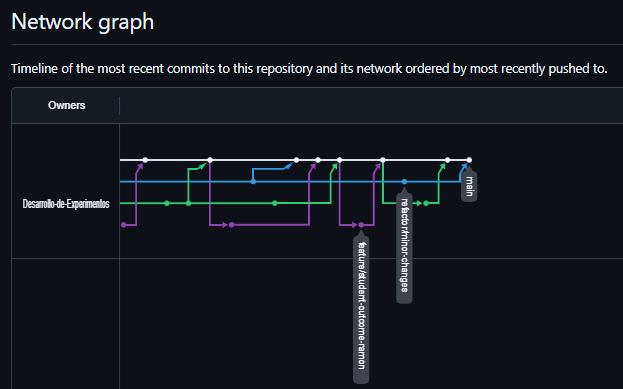 Network graph
Timeline of the most recent commits to this repository and its network ordered by most recently pushed to.
Owners
Desarrollo-de-Experimentos
main
refactor/minor-changes
feature/student-outcome-ramon